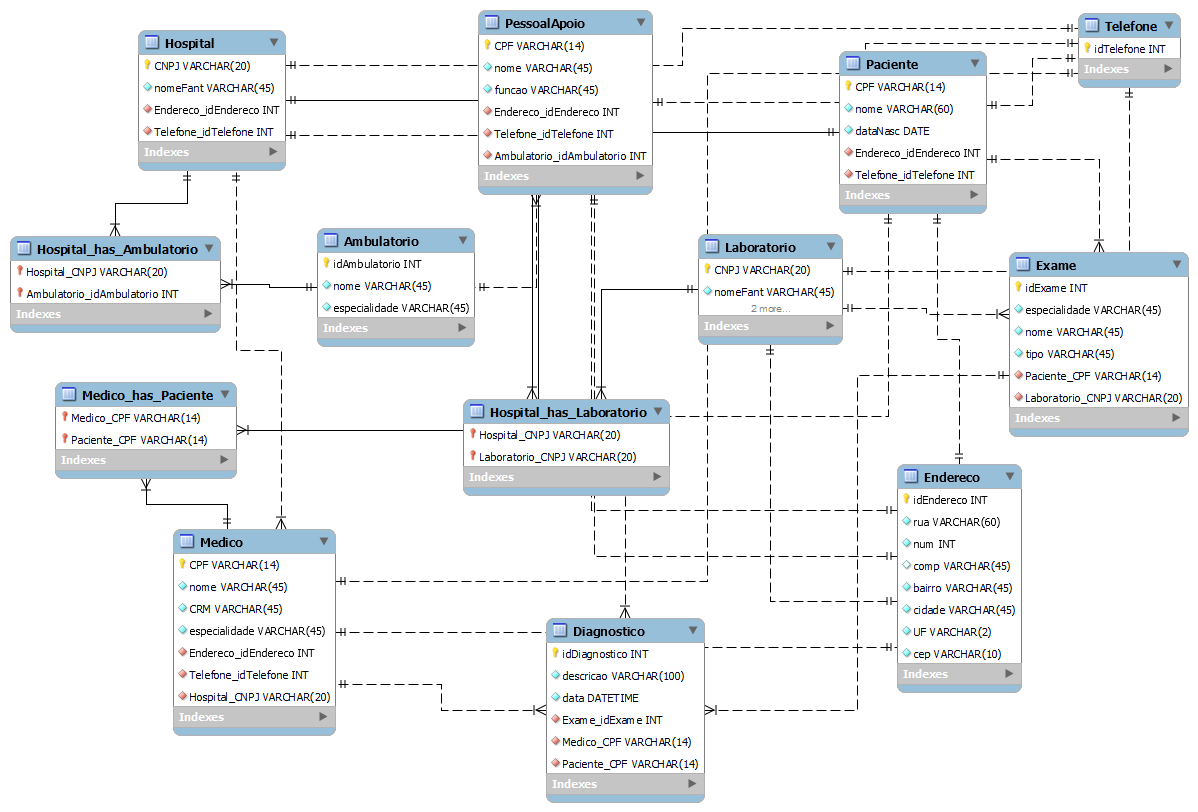 Hospital
CNPJ VARCHAR(20)
nomeFant VARCHAR(45)
Endereco_idEndereco INT
Telefone_idTelefone INT
Indexes
PessoalApoio
CPF VARCHAR(14)
nome VARCHAR(45)
funcao VARCHAR(45)
Endereco_idEndereco INT
Telefone_idTelefone INT
Ambulatorio_idAmbulatorio INT
Indexes
Telefone
idTelefone INT
Indexes
Paciente
CPF VARCHAR(14)
nome VARCHAR(60)
dataNasc DATE
Endereco_idEndereco INT
Telefone_idTelefone INT
Indexes
Hospital_has_Ambulatorio
Hospital_CNPJ VARCHAR(20)
Ambulatorio_idAmbulatorio INT
Indexes
Ambulatorio
idAmbulatorio INT
nome VARCHAR(45)
especialidade VARCHAR(45)
Indexes
Laboratorio
CNPJ VARCHAR(20)
nomeFant VARCHAR(45)
2 more...
Indexes
Exame
idExame INT
especialidade VARCHAR(45)
nome VARCHAR(45)
tipo VARCHAR(45)
Paciente_CPF VARCHAR(14)
Laboratorio_CNPJ VARCHAR(20)
Indexes
Medico_has_Paciente
Medico_CPF VARCHAR(14)
Paciente_CPF VARCHAR(14)
Indexes
Hospital_has_Laboratorio
Hospital_CNPJ VARCHAR(20)
Laboratorio_CNPJ VARCHAR(20)
Indexes
Endereco
idEndereco INT
rua VARCHAR(60)
num INT
comp VARCHAR(45)
bairro VARCHAR(45)
cidade VARCHAR(45)
UF VARCHAR(2)
cep VARCHAR(10)
Indexes
Medico
CPF VARCHAR(14)
nome VARCHAR(45)
CRM VARCHAR(45)
especialidade VARCHAR(45)
Endereco_idEndereco INT
Telefone_idTelefone INT
Hospital_CNPJ VARCHAR(20)
Indexes
Diagnostico
idDiagnostico INT
descricao VARCHAR(100)
data DATETIME
Exame_idExame INT
Medico_CPF VARCHAR(14)
Paciente_CPF VARCHAR(14)
Indexes